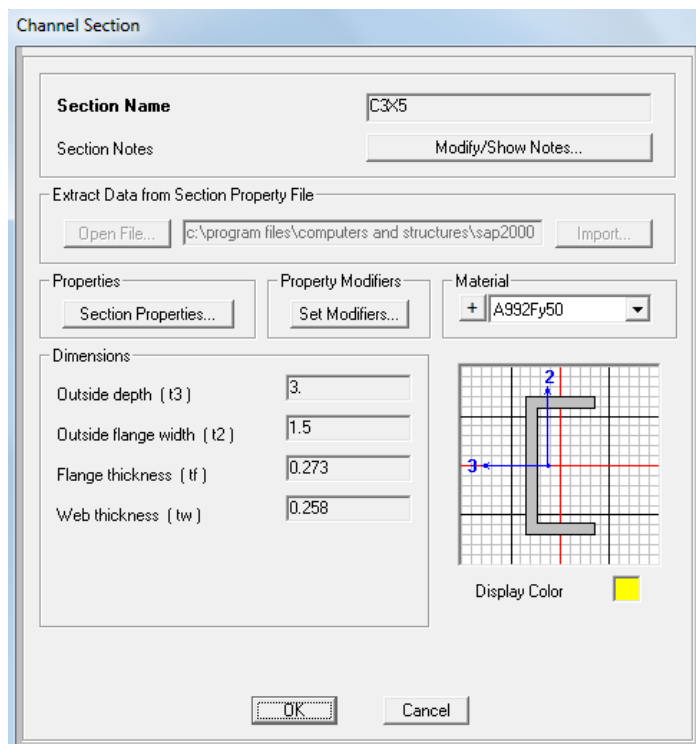 Channel Section
Section Name C3X5
Section Notes Modify/Show Notes...
Extract Data from Section Property File
Open File... c:\program files\computers and structures\sap2000 Import...
Properties Property Modifiers Material
Section Properties... Set Modifiers... + A992Fy50
Dimensions
Outside depth ( t3 ) 3.
Outside flange width ( t2 ) 1.5
Flange thickness ( tf ) 0.273
Web thickness ( tw ) 0.258
2
3
Display Color
OK Cancel